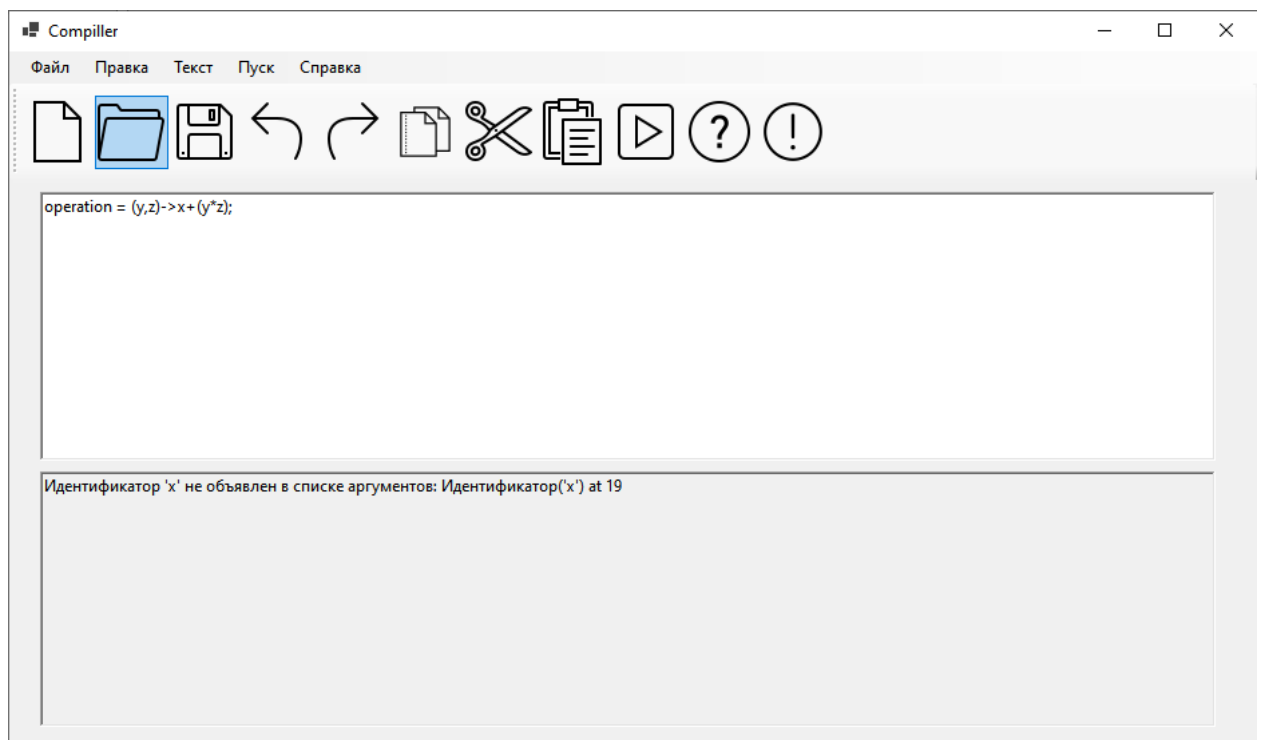 Compiller
Файл Правка Текст Пуск Справка
operation = (y,z)->x+(y*z);
Идентификатор 'x' не объявлен в списке аргументов: Идентификатор('x') at 19